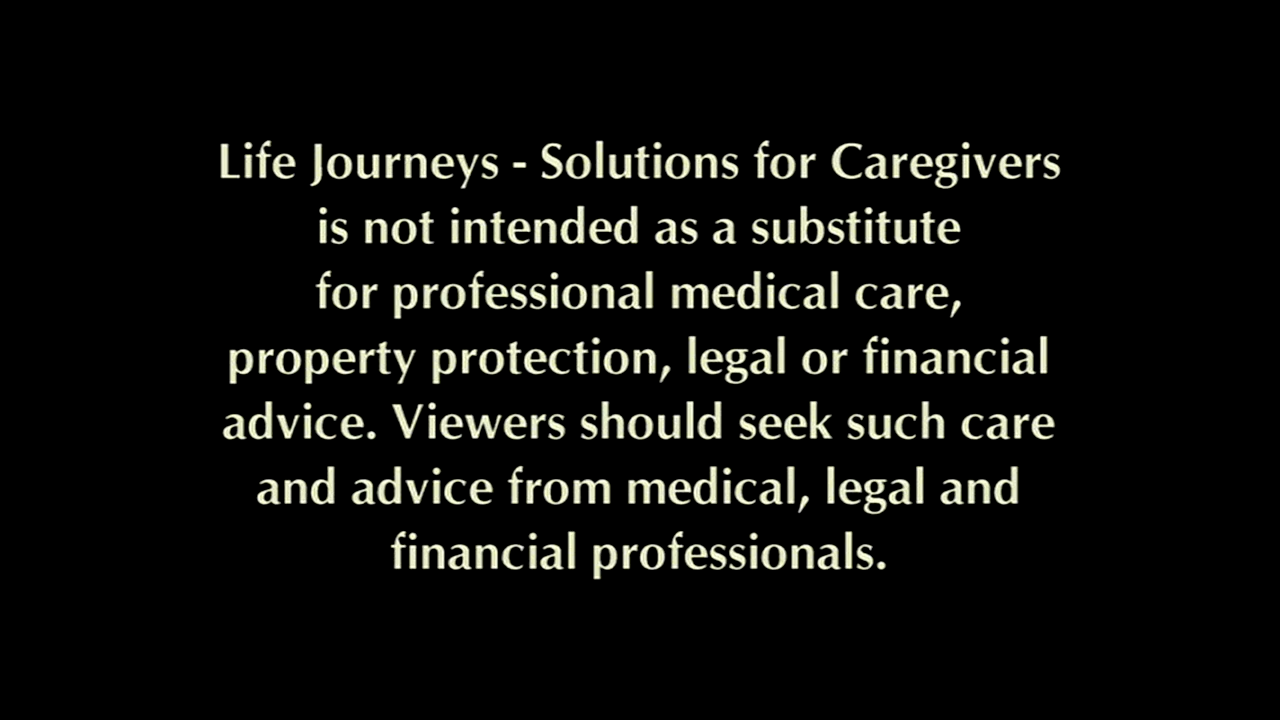 Life Journeys - Solutions for Caregivers
is not intended as a substitute
for professional medical care,
property protection, legal or financial
advice. Viewers should seek such care
and advice from medical, legal and
financial professionals.